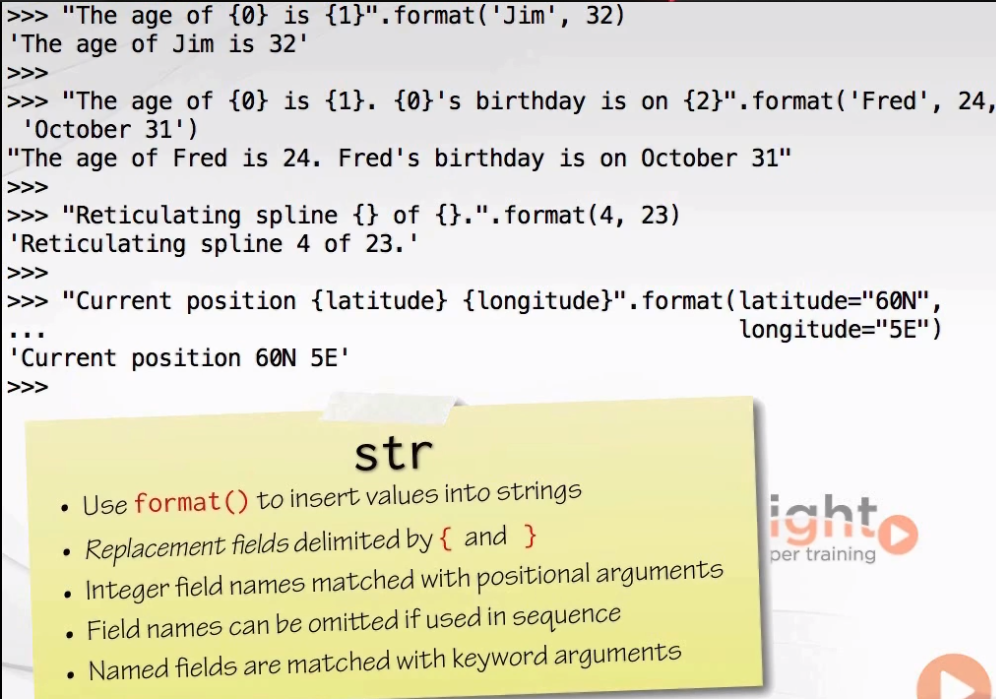 >>> "The age of {0} is {1}".format('Jim', 32)
'The age of Jim is 32'
>>>
>>> "The age of {0} is {1}. {0}'s birthday is on {2}".format('Fred', 24,
 'October 31')
"The age of Fred is 24. Fred's birthday is on October 31"
>>>
>>> "Reticulating spline {} of {}.".format(4, 23)
'Reticulating spline 4 of 23.'
>>>
>>> "Current position {latitude} {longitude}".format(latitude="60N",
...                                                  longitude="5E")
'Current position 60N 5E'
>>>
str
• Use format() to insert values into strings
• Replacement fields delimited by { and }
• Integer field names matched with positional arguments
• Field names can be omitted if used in sequence
• Named fields are matched with keyword arguments
ight
per training